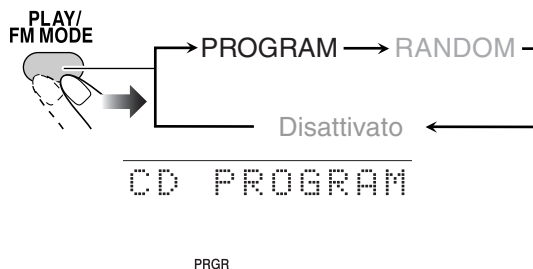 PLAY/
FM MODE
PROGRAM RANDOM
Disattivato
CD PROGRAM
PRGR